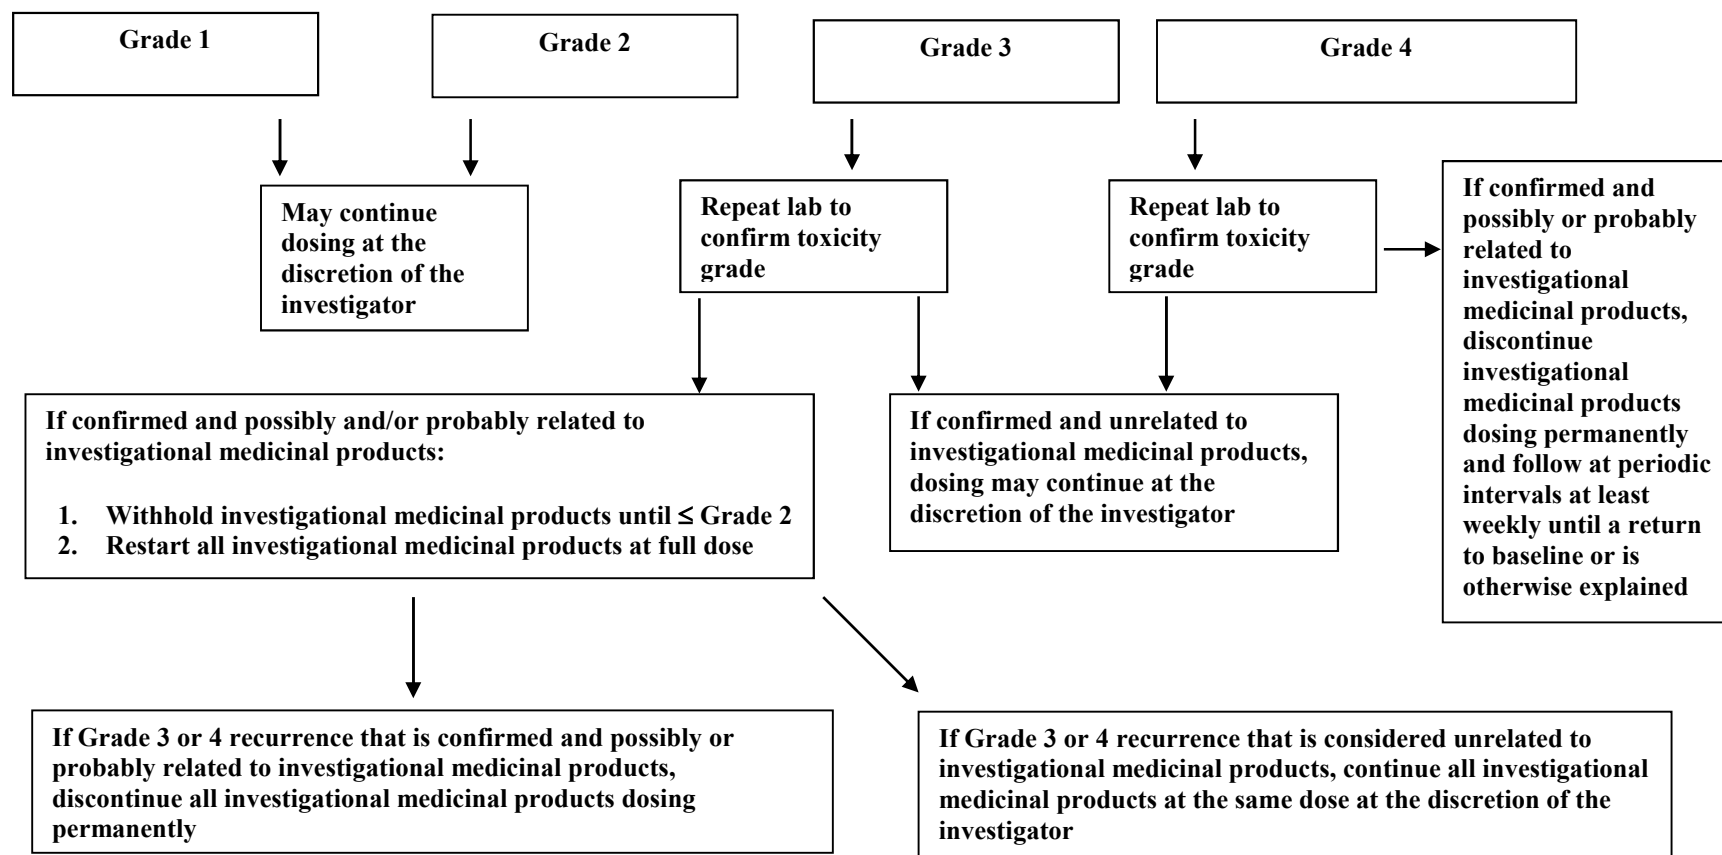 Grade 1
Grade 2
Grade 3
Grade 4
May continue
dosing at the
discretion of the
investigator
Repeat lab to
confirm toxicity
grade
Repeat lab to
confirm toxicity
grade
If confirmed and
possibly or probably
related to
investigational
medicinal products,
discontinue
investigational
medicinal products
dosing permanently
and follow at periodic
intervals at least
weekly until a return
to baseline or is
otherwise explained
If confirmed and possibly and/or probably related to
investigational medicinal products:
1. Withhold investigational medicinal products until ≤ Grade 2
2. Restart all investigational medicinal products at full dose
If confirmed and unrelated to
investigational medicinal products,
dosing may continue at the
discretion of the investigator
If Grade 3 or 4 recurrence that is confirmed and possibly or
probably related to investigational medicinal products,
discontinue all investigational medicinal products dosing
permanently
If Grade 3 or 4 recurrence that is considered unrelated to
investigational medicinal products, continue all investigational
medicinal products at the same dose at the discretion of the
investigator